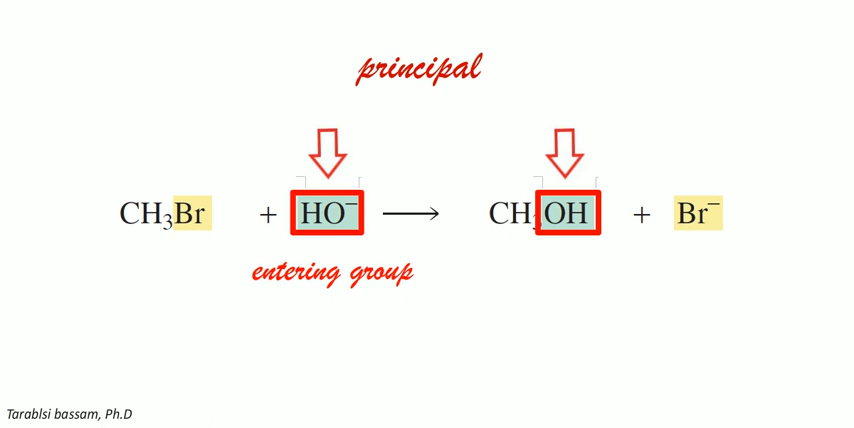 principal
CH₃Br + HO⁻ ⟶ CH₃OH + Br⁻
entering group
Tarablsi bassam, Ph.D